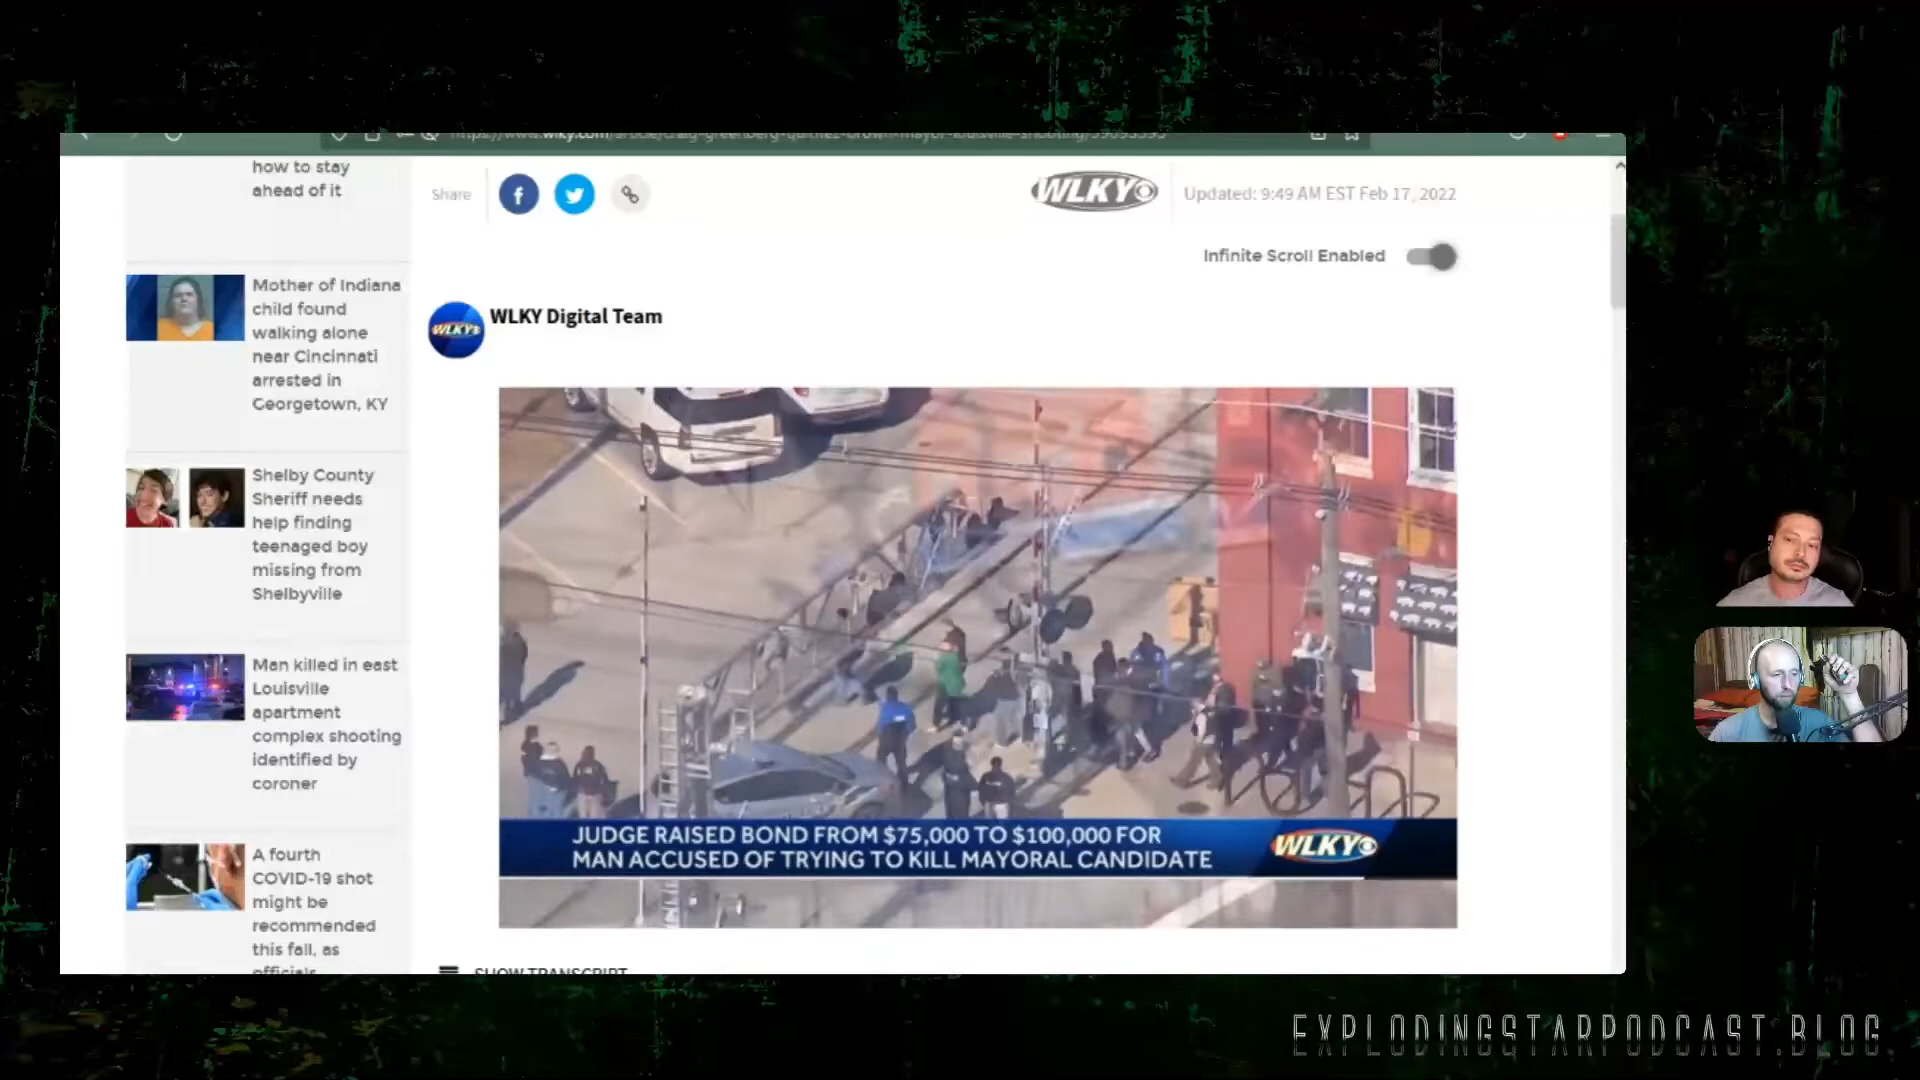 how to stay
ahead of it
Mother of Indiana
child found
walking alone
near Cincinnati
arrested in
Georgetown, KY
Shelby County
Sheriff needs
help finding
teenaged boy
missing from
Shelbyville
Man killed in east
Louisville
apartment
complex shooting
identified by
coroner
A fourth
COVID-19 shot
might be
recommended
this fall, as
officials
Share
WLKY
Updated: 9:49 AM EST Feb 17, 2022
Infinite Scroll Enabled
WLKY
WLKY Digital Team
JUDGE RAISED BOND FROM $75,000 TO $100,000 FOR
MAN ACCUSED OF TRYING TO KILL MAYORAL CANDIDATE
WLKY
SHOW TRANSCRIPT
EXPLODINGSTARPODCAST.BLOG